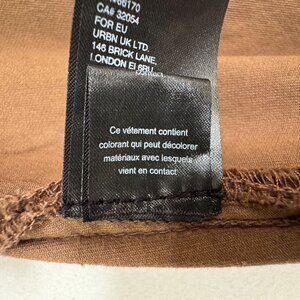 CA# 32054
FOR EU
URBN UK LTD.
146 BRICK LANE,
LONDON E1 6RU
Ce vêtement contient
colorant qui peut décolorer
matériaux avec lesquels
vient en contact